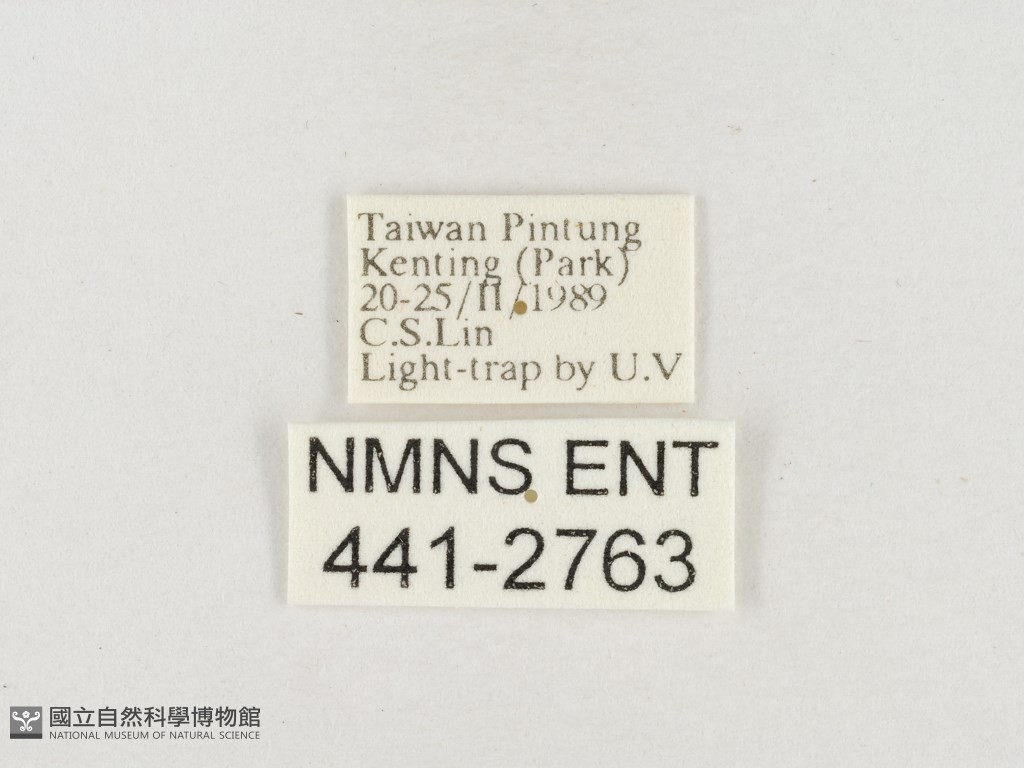 Taiwan Pintung
Kenting (Park)
20-25/II/1989
C.S.Lin
Light-trap by U.V
NMNS ENT
441-2763
國立自然科學博物館
NATIONAL MUSEUM OF NATURAL SCIENCE